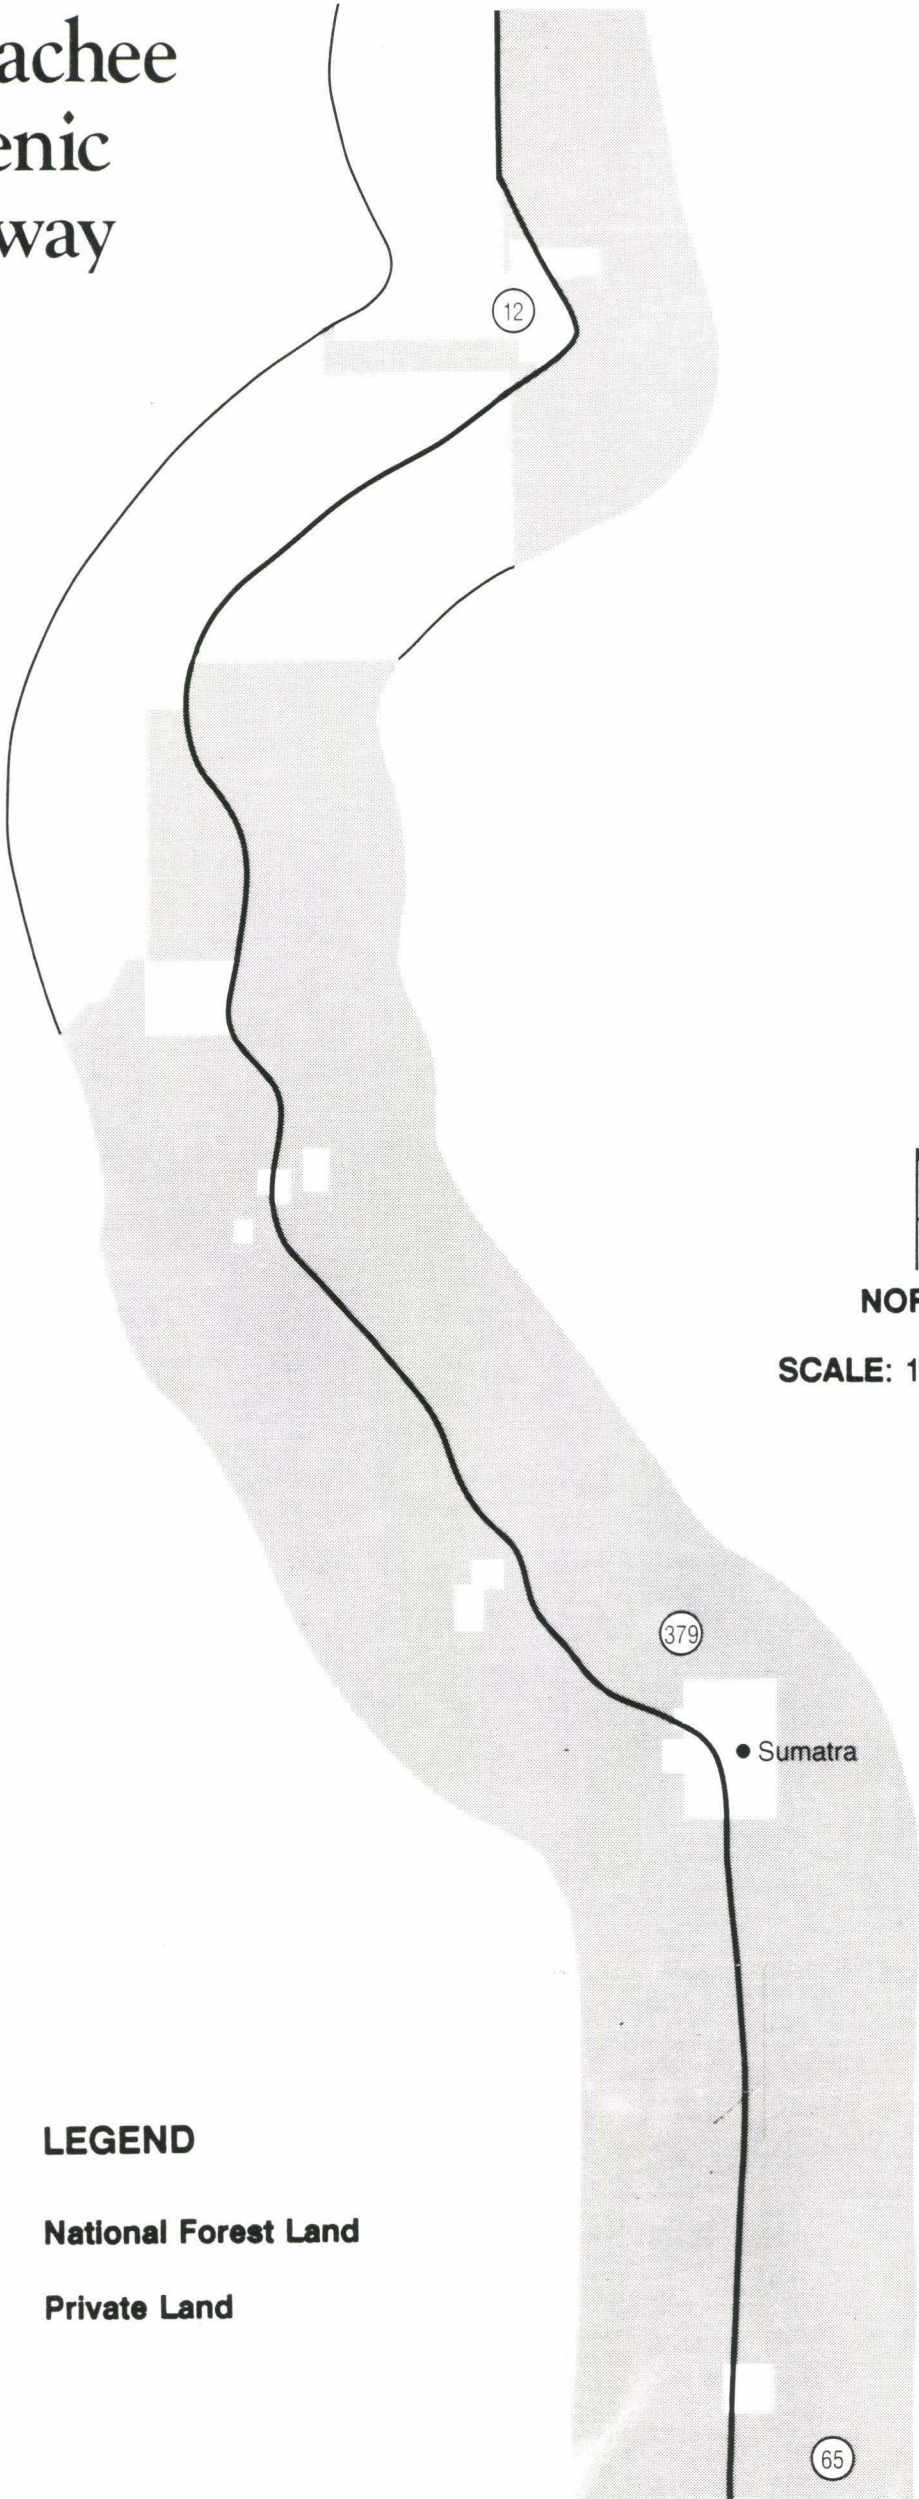 achee
enic
way
12
NOR
SCALE: 1
379
Sumatra
LEGEND
National Forest Land
Private Land
65